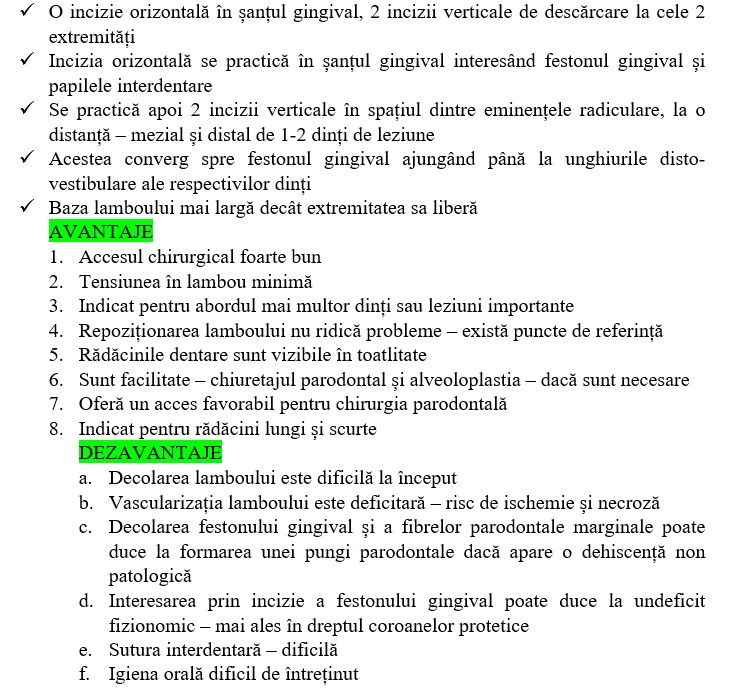 ✓ O incizie orizontală în șanțul gingival, 2 incizii verticale de descărcare la cele 2
extremități
✓ Incizia orizontală se practică în șanțul gingival interesând festonul gingival și
papilele interdentare
✓ Se practică apoi 2 incizii verticale în spațiul dintre eminențele radiculare, la o
distanță – mezial și distal de 1-2 dinți de leziune
✓ Acestea converg spre festonul gingival ajungând până la unghiurile disto-
vestibulare ale respectivilor dinți
✓ Baza lamboului mai largă decât extremitatea sa liberă
AVANTAJE
1. Accesul chirurgical foarte bun
2. Tensiunea în lambou minimă
3. Indicat pentru abordul mai multor dinți sau leziuni importante
4. Repoziționarea lamboului nu ridică probleme – există puncte de referință
5. Rădăcinile dentare sunt vizibile în toatlitate
6. Sunt facilitate – chiuretajul parodontal și alveoloplastia – dacă sunt necesare
7. Oferă un acces favorabil pentru chirurgia parodontală
8. Indicat pentru rădăcini lungi și scurte
DEZAVANTAJE
a. Decolarea lamboului este dificilă la început
b. Vascularizația lamboului este deficitară – risc de ischemie și necroză
c. Decolarea festonului gingival și a fibrelor parodontale marginale poate
duce la formarea unei pungi parodontale dacă apare o dehiscență non
patologică
d. Interesarea prin incizie a festonului gingival poate duce la undeficit
fizionomic – mai ales în dreptul coroanelor protetice
e. Sutura interdentară – dificilă
f. Igiena orală dificil de întreținut